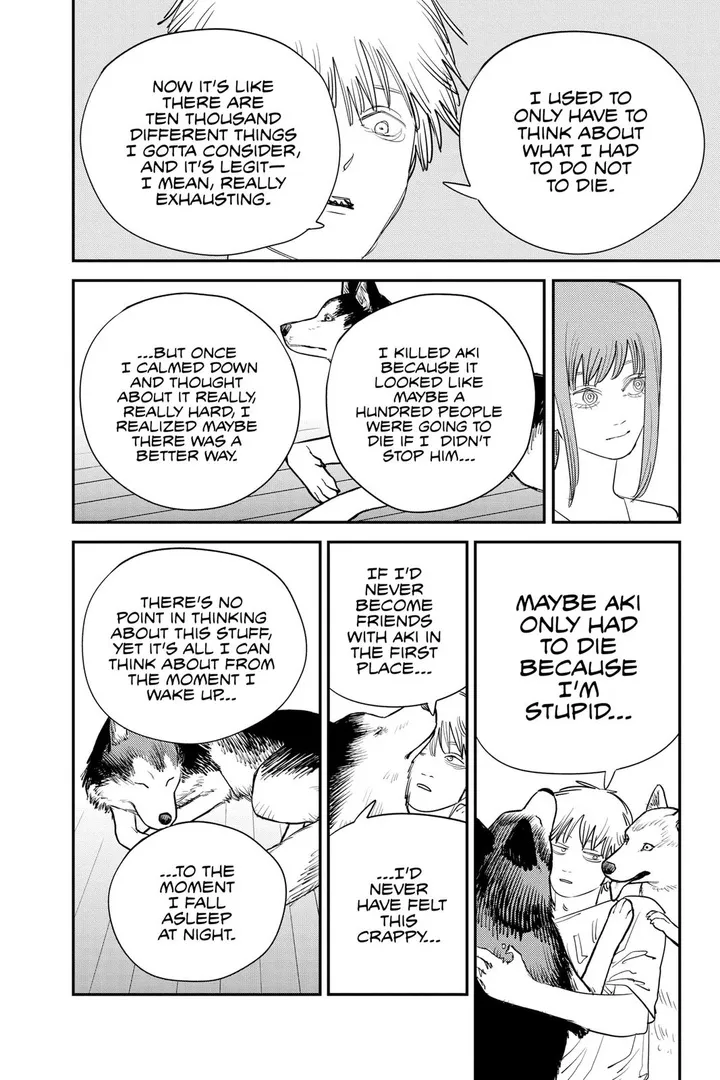 I USED TO
ONLY HAVE TO
THINK ABOUT
WHAT I HAD
TO DO NOT
TO DIE.
NOW IT'S LIKE
THERE ARE
TEN THOUSAND
DIFFERENT THINGS
I GOTTA CONSIDER,
AND IT'S LEGIT—
I MEAN, REALLY
EXHAUSTING.
I KILLED AKI
BECAUSE IT
LOOKED LIKE
MAYBE A
HUNDRED PEOPLE
WERE GOING TO
DIE IF I DIDN'T
STOP HIM...
...BUT ONCE
I CALMED DOWN
AND THOUGHT
ABOUT IT REALLY,
REALLY HARD, I
REALIZED MAYBE
THERE WAS A
BETTER WAY.
MAYBE AKI
ONLY HAD
TO DIE
BECAUSE
I'M
STUPID...
IF I'D
NEVER
BECOME
FRIENDS
WITH AKI IN
THE FIRST
PLACE...
...I'D
NEVER
HAVE FELT
THIS
CRAPPY...
THERE'S NO
POINT IN THINKING
ABOUT THIS STUFF,
YET IT'S ALL I CAN
THINK ABOUT FROM
THE MOMENT I
WAKE UP...
...TO THE
MOMENT
I FALL
ASLEEP
AT NIGHT.